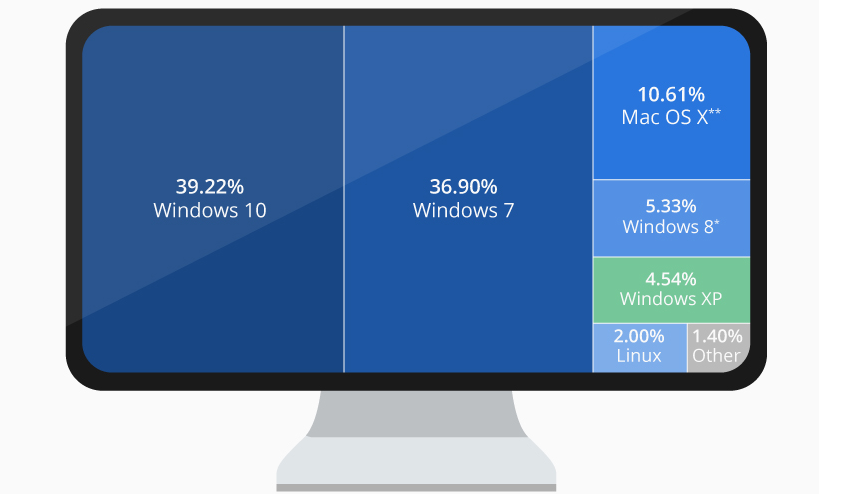 39.22%
Windows 10
36.90%
Windows 7
10.61%
Mac OS X**
5.33%
Windows 8*
4.54%
Windows XP
2.00%
Linux
1.40%
Other